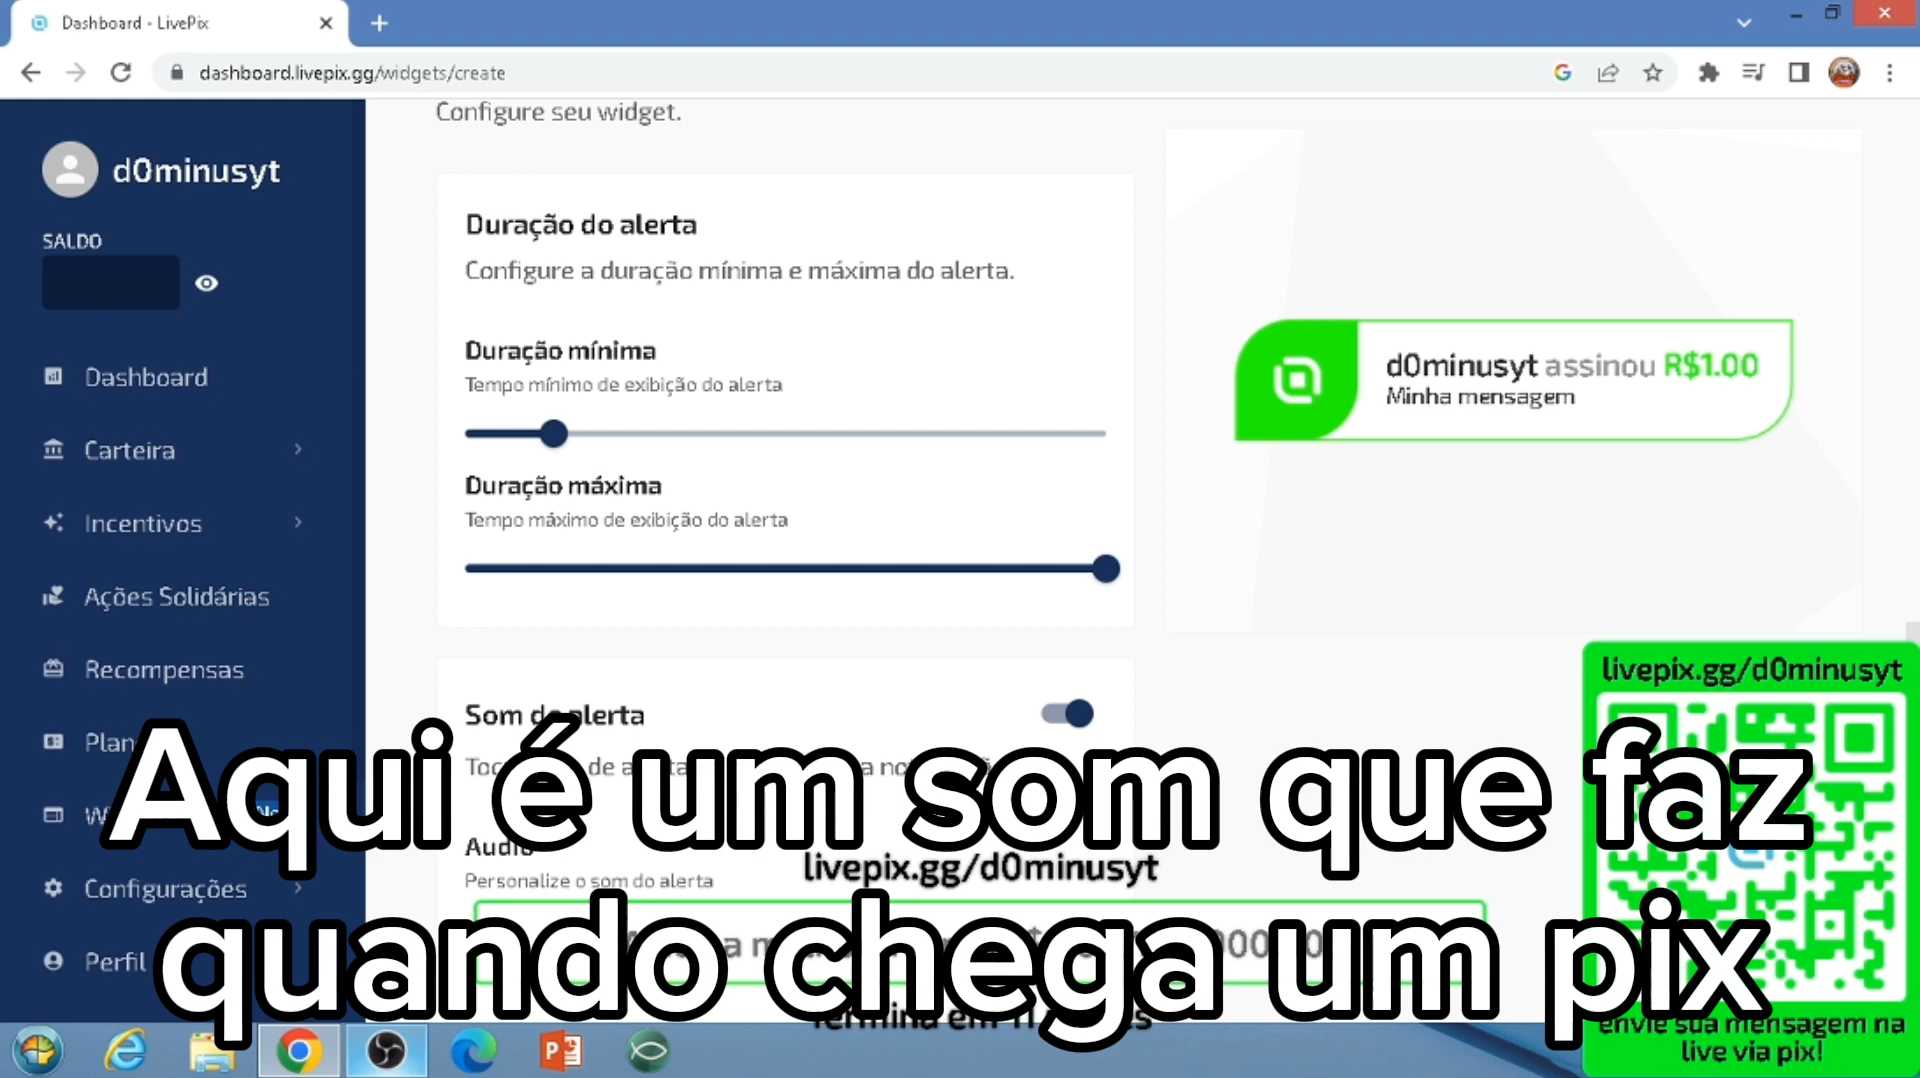 Dashboard - LivePix
dashboard.livepix.gg/widgets/create
d0minusyt
SALDO
Dashboard
Carteira
Incentivos
Ações Solidárias
Recompensas
Configurações
Perfil
Configure seu widget.
Duração do alerta
Configure a duração mínima e máxima do alerta.
Duração mínima
Tempo mínimo de exibição do alerta
Duração máxima
Tempo máximo de exibição do alerta
Som de alerta
Audio
Personalize o som do alerta
d0minusyt assinou R$1.00
Minha mensagem
livepix.gg/d0minusyt
Aqui é um som que faz
quando chega um pix
livepix.gg/d0minusyt
envie sua mensagem na
live via pix!